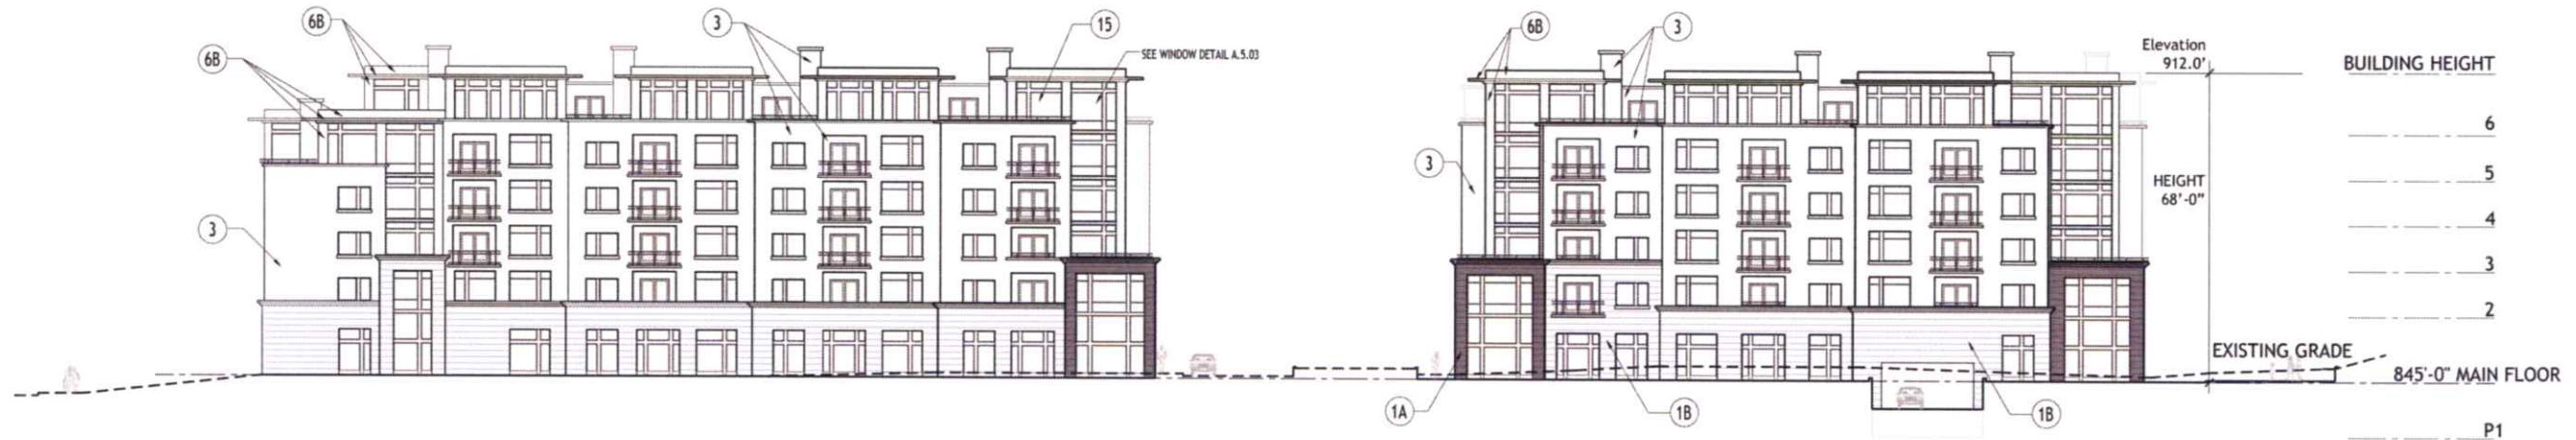 6B
3
15
6B
SEE WINDOW DETAIL A.5.03
3
6B
3
3
1A
1B
1B
Elevation
912.0'
BUILDING HEIGHT
6
5
HEIGHT
68'-0"
4
3
2
EXISTING GRADE
845'-0" MAIN FLOOR
P1